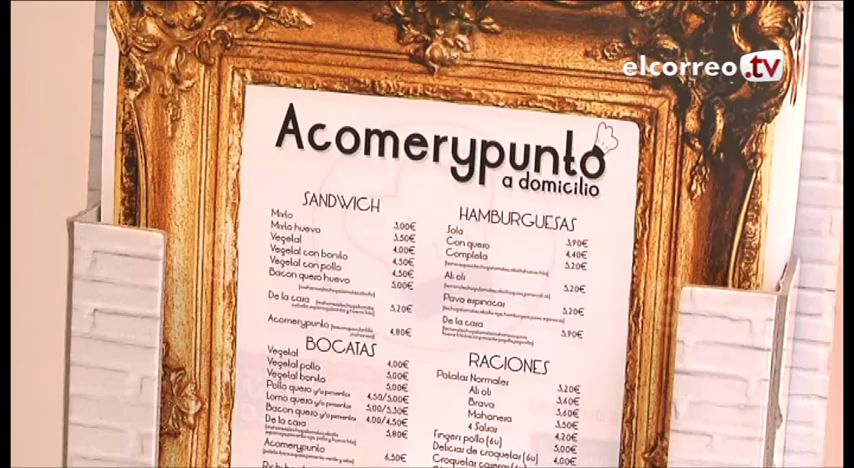 elcorreo.tv
Acomerypunto
a domicilio
SANDWICH
Mixto 3,00€
Mixto huevo 3,50€
Vegetal 4,00€
Vegetal con bonito 4,50€
Vegetal con pollo 4,50€
Bacon queso huevo 5,00€
De la casa 5,20€
Acomerypunto 4,80€
BOCATAS
Vegetal 4,00€
Vegetal pollo 5,00€
Vegetal bonito 5,00€
Pollo queso y/o pimientos 4,50/5,00€
Lomo queso y/o pimientos 5,00/5,50€
Bacon queso y/o pimientos 4,00/4,50€
De la casa 5,80€
Acomerypunto 6,50€
HAMBURGUESAS
Sola 3,90€
Con queso 4,40€
Completa 5,20€
Ali oli 5,20€
Pavo espinacas 5,20€
De la casa 5,90€
RACIONES
Patatas Normales 3,20€
Ali oli 3,60€
Brava 3,60€
Mahonesa 3,50€
4 Salsas 4,20€
Fingers pollo (6u) 5,00€
Delicias de croquetas (6u) 4,00€
Croquetas caseras